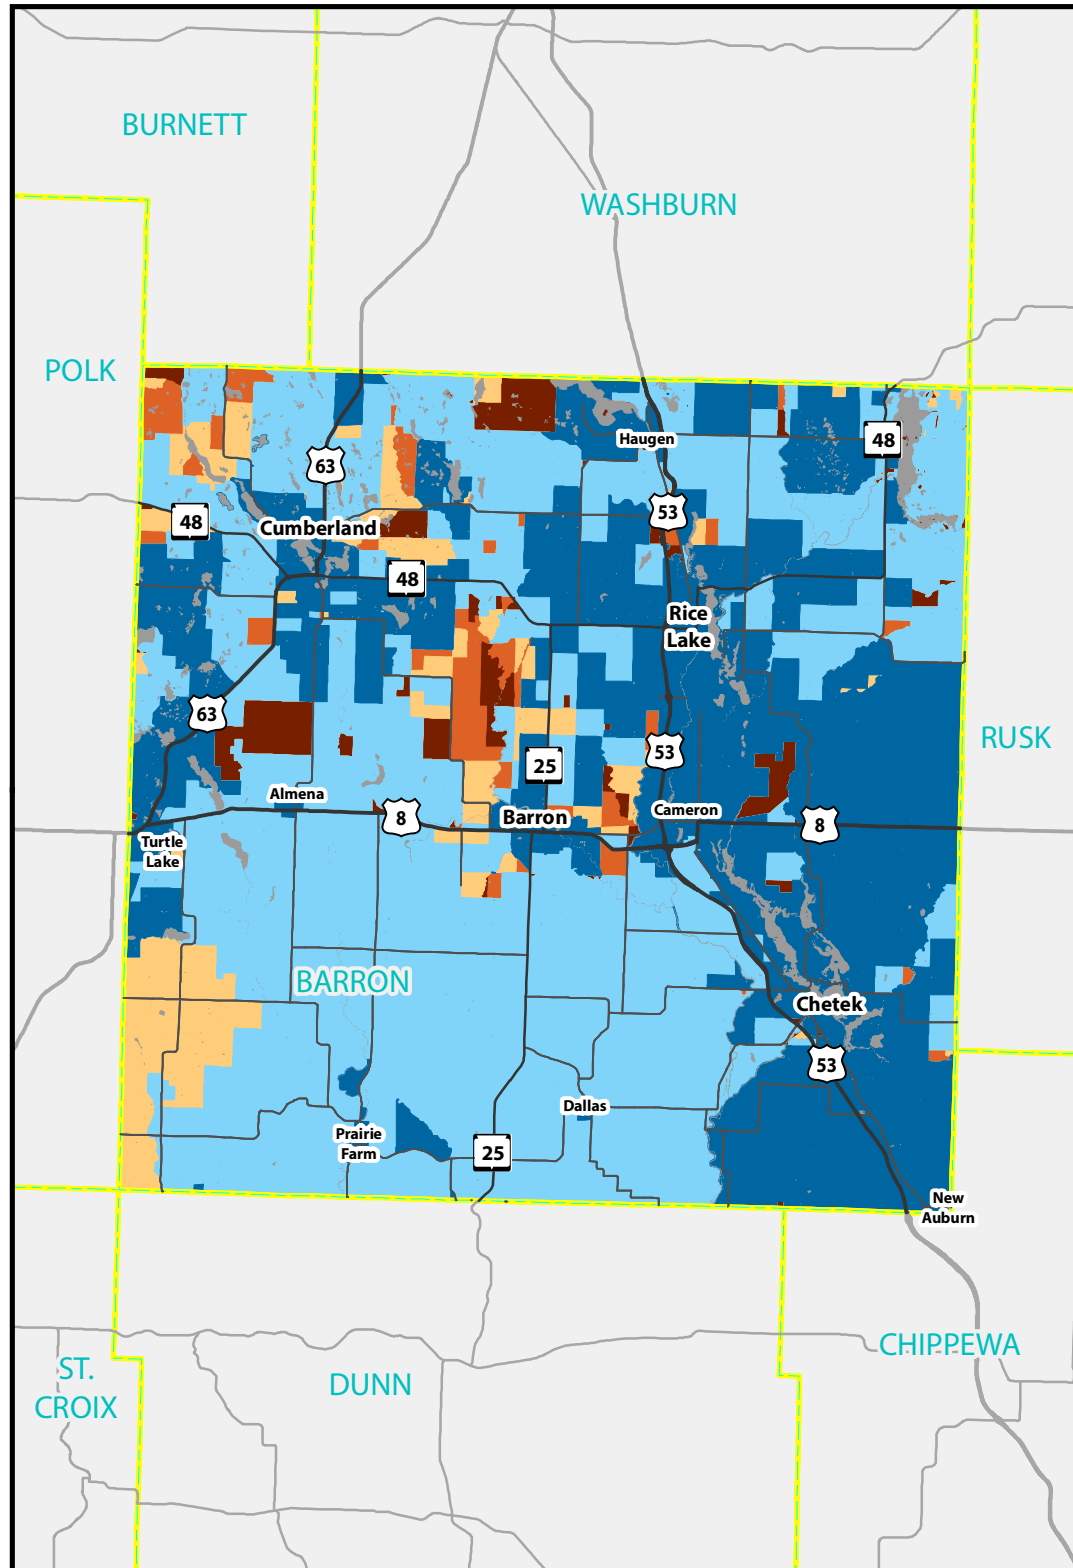 BURNETT
WASHBURN
POLK
Haugen
48
63
53
48
Cumberland
48
Rice
Lake
63
RUSK
53
25
Almena
Cameron
8
Barron
8
Turtle
Lake
BARRON
Chetek
53
Dallas
Prairie
Farm
25
New
Auburn
CHIPPEWA
ST.
CROIX
DUNN